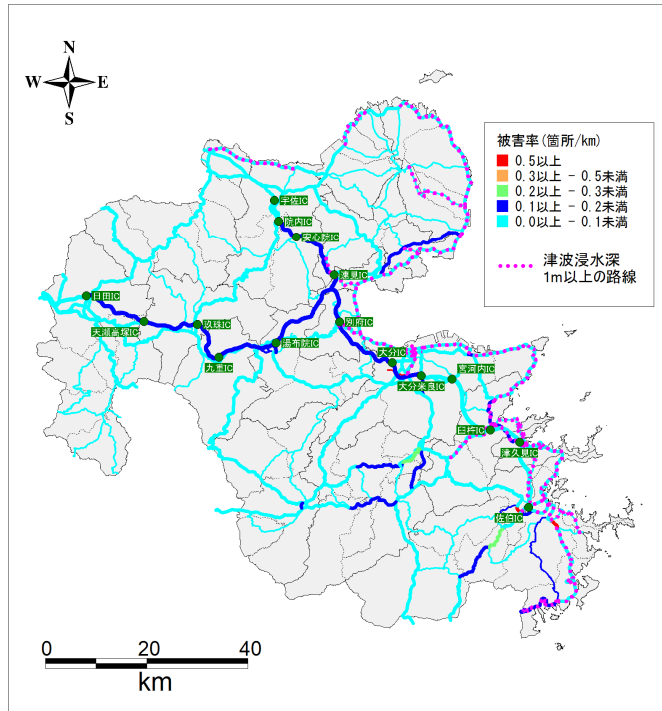 N
W E
S
被害率(箇所/km)
0.5以上
0.3以上 - 0.5未満
0.2以上 - 0.3未満
0.1以上 - 0.2未満
0.0以上 - 0.1未満
津波浸水深
1m以上の路線
宇佐IC
院内IC
安心院IC
速見IC
日田IC
天瀬高塚IC
玖珠IC
別府IC
湯布院IC
九重IC
大分IC
宮河内IC
大分米良IC
臼杵IC
津久見IC
佐伯IC
0 20 40
km